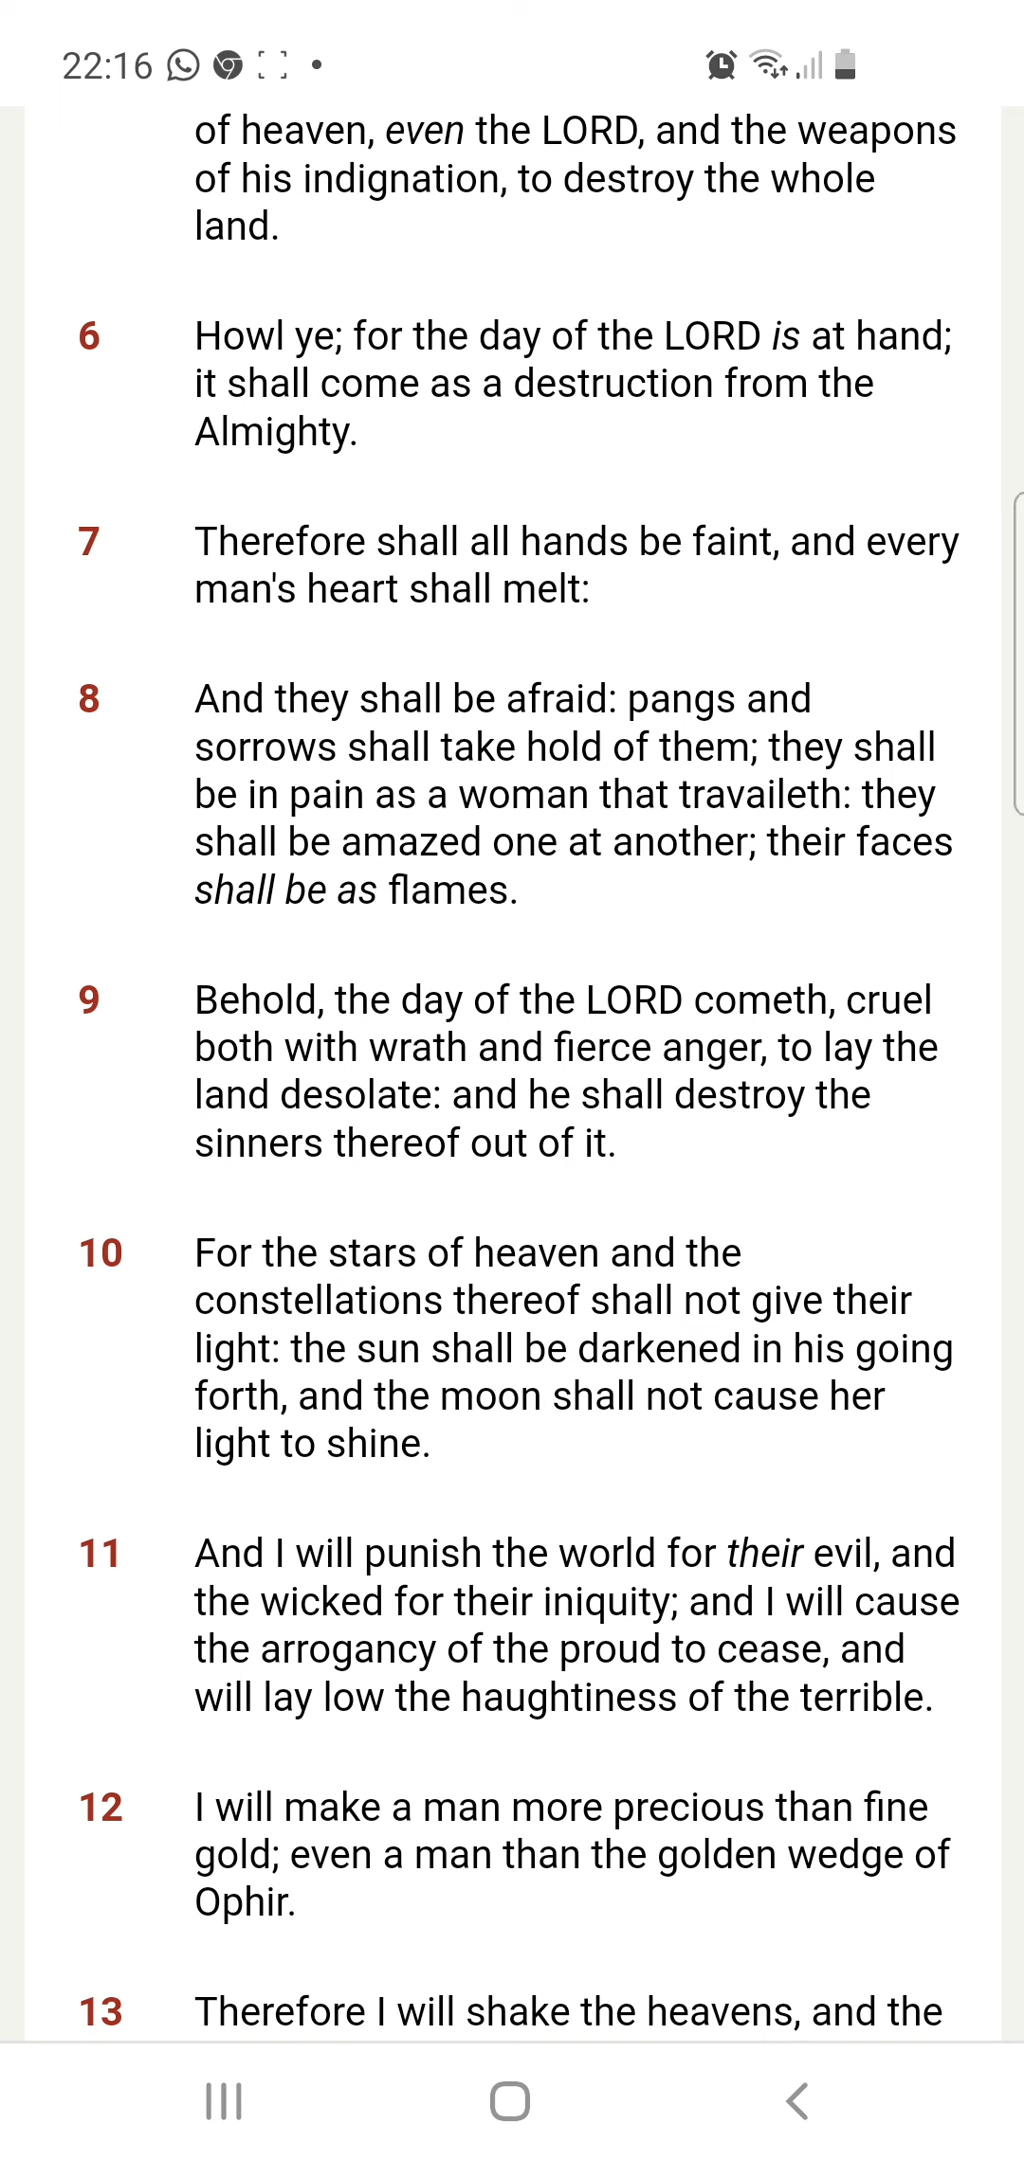 22:16
of heaven, even the LORD, and the weapons
of his indignation, to destroy the whole
land.
6 Howl ye; for the day of the LORD is at hand;
it shall come as a destruction from the
Almighty.
7 Therefore shall all hands be faint, and every
man's heart shall melt:
8 And they shall be afraid: pangs and
sorrows shall take hold of them; they shall
be in pain as a woman that travaileth: they
shall be amazed one at another; their faces
shall be as flames.
9 Behold, the day of the LORD cometh, cruel
both with wrath and fierce anger, to lay the
land desolate: and he shall destroy the
sinners thereof out of it.
10 For the stars of heaven and the
constellations thereof shall not give their
light: the sun shall be darkened in his going
forth, and the moon shall not cause her
light to shine.
11 And I will punish the world for their evil, and
the wicked for their iniquity; and I will cause
the arrogancy of the proud to cease, and
will lay low the haughtiness of the terrible.
12 I will make a man more precious than fine
gold; even a man than the golden wedge of
Ophir.
13 Therefore I will shake the heavens, and the